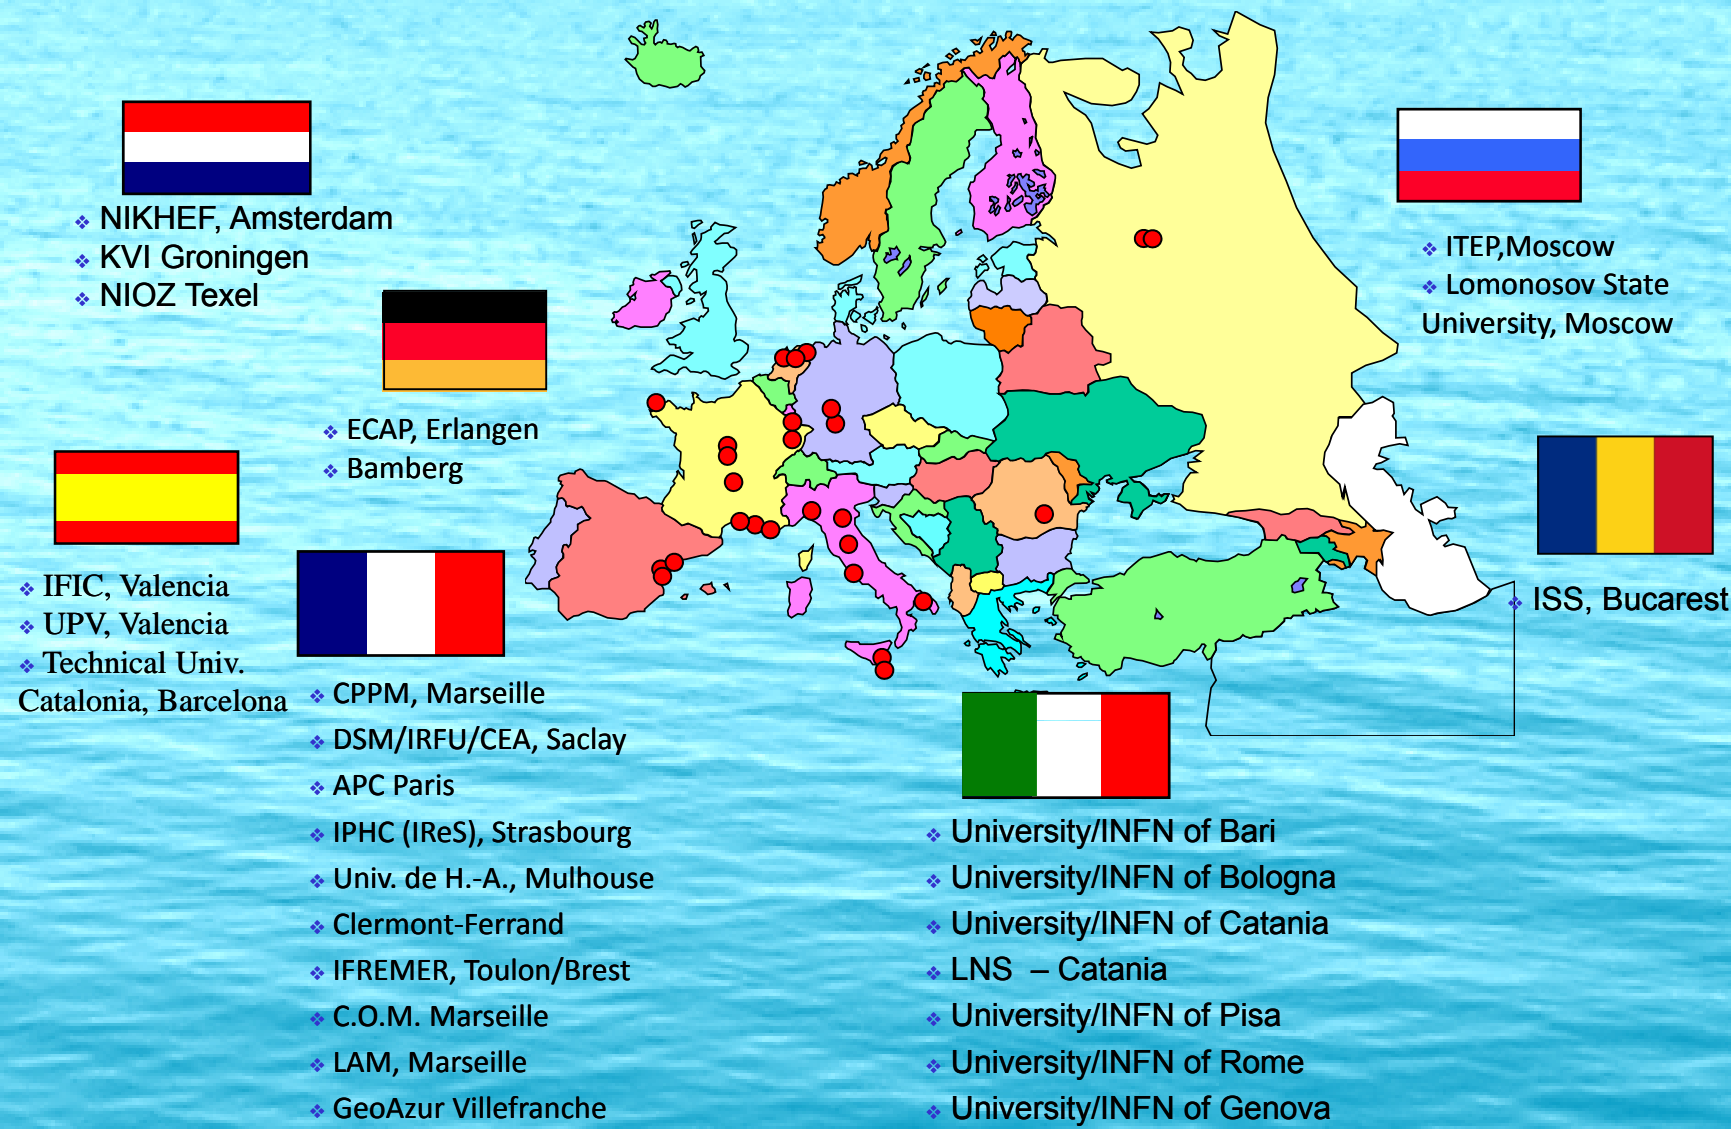 ❖ NIKHEF, Amsterdam
❖ KVI Groningen
❖ NIOZ Texel
❖ ITEP,Moscow
❖ Lomonosov State
University, Moscow
❖ ECAP, Erlangen
❖ Bamberg
❖ IFIC, Valencia
❖ UPV, Valencia
❖ Technical Univ.
Catalonia, Barcelona
❖ ISS, Bucarest
❖ CPPM, Marseille
❖ DSM/IRFU/CEA, Saclay
❖ APC Paris
❖ IPHC (IReS), Strasbourg
❖ Univ. de H.-A., Mulhouse
❖ Clermont-Ferrand
❖ IFREMER, Toulon/Brest
❖ C.O.M. Marseille
❖ LAM, Marseille
❖ GeoAzur Villefranche
❖ University/INFN of Bari
❖ University/INFN of Bologna
❖ University/INFN of Catania
❖ LNS – Catania
❖ University/INFN of Pisa
❖ University/INFN of Rome
❖ University/INFN of Genova